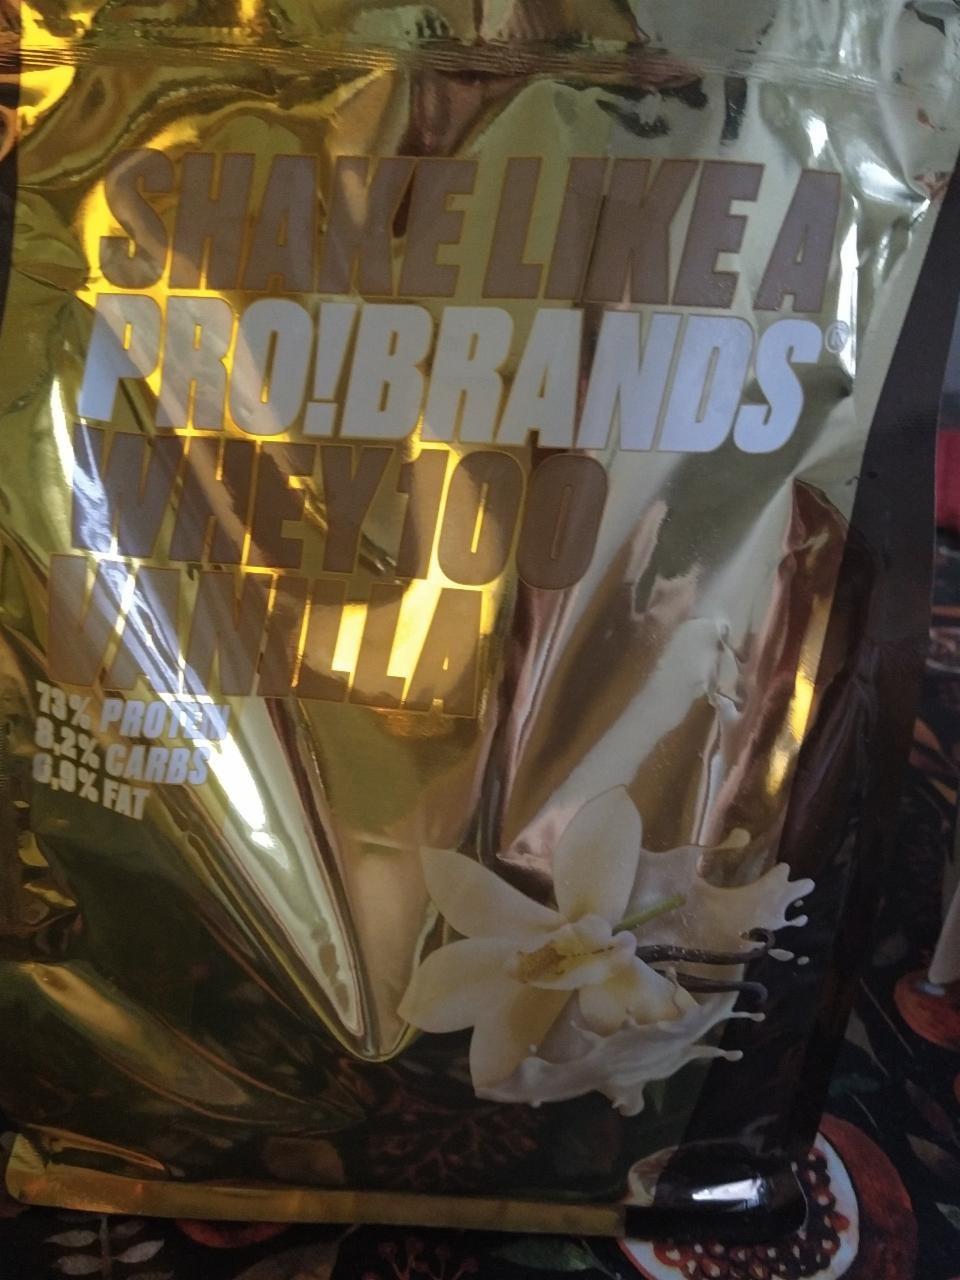 SHAKE LIKE A
PRO!BRANDS®
WHEY100
VANILLA
73% PROTEIN
8,2% CARBS
6,9% FAT